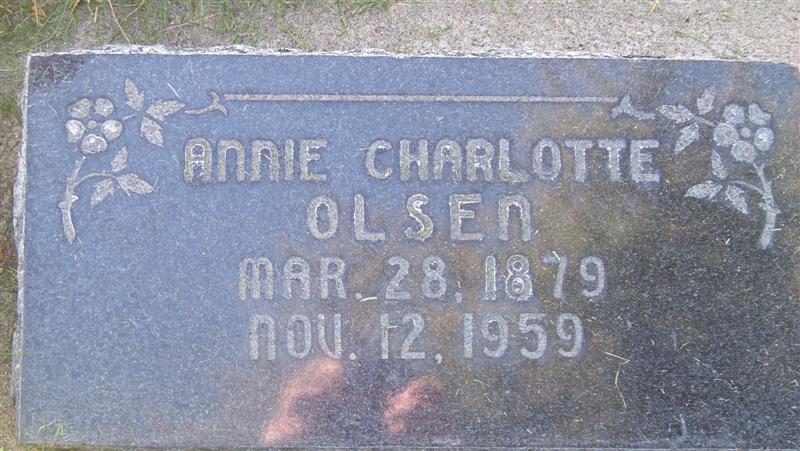 ANNIE CHARLOTTE
OLSEN
MAR. 28, 1879
NOV. 12, 1959